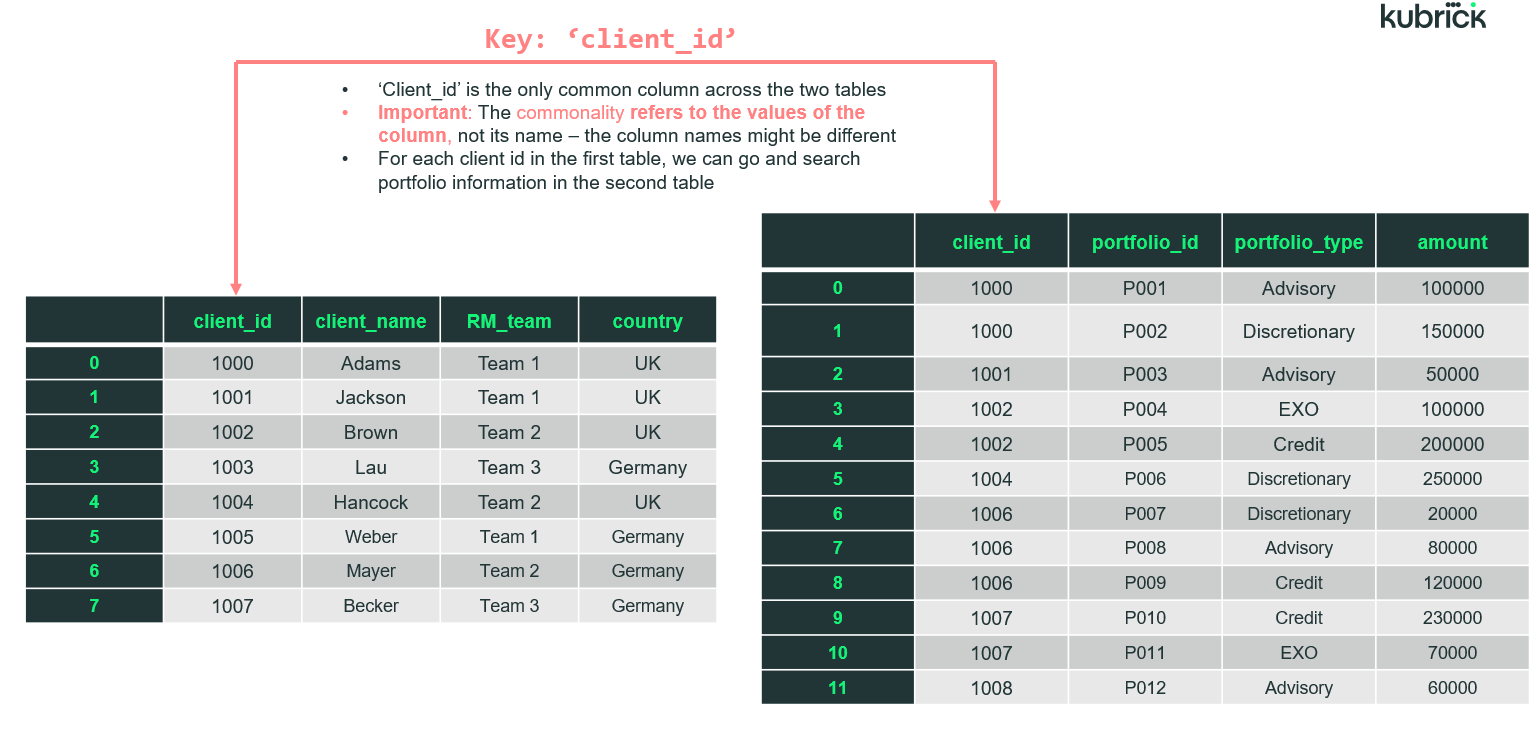 kubrick
Key: ‘client_id’
• ‘Client_id’ is the only common column across the two tables
• Important: The commonality refers to the values of the
column, not its name – the column names might be different
• For each client id in the first table, we can go and search
portfolio information in the second table
client_id client_name RM_team country
0 1000 Adams Team 1 UK
1 1001 Jackson Team 1 UK
2 1002 Brown Team 2 UK
3 1003 Lau Team 3 Germany
4 1004 Hancock Team 2 UK
5 1005 Weber Team 1 Germany
6 1006 Mayer Team 2 Germany
7 1007 Becker Team 3 Germany
client_id portfolio_id portfolio_type amount
0 1000 P001 Advisory 100000
1 1000 P002 Discretionary 150000
2 1001 P003 Advisory 50000
3 1002 P004 EXO 100000
4 1002 P005 Credit 200000
5 1004 P006 Discretionary 250000
6 1006 P007 Discretionary 20000
7 1006 P008 Advisory 80000
8 1006 P009 Credit 120000
9 1007 P010 Credit 230000
10 1007 P011 EXO 70000
11 1008 P012 Advisory 60000